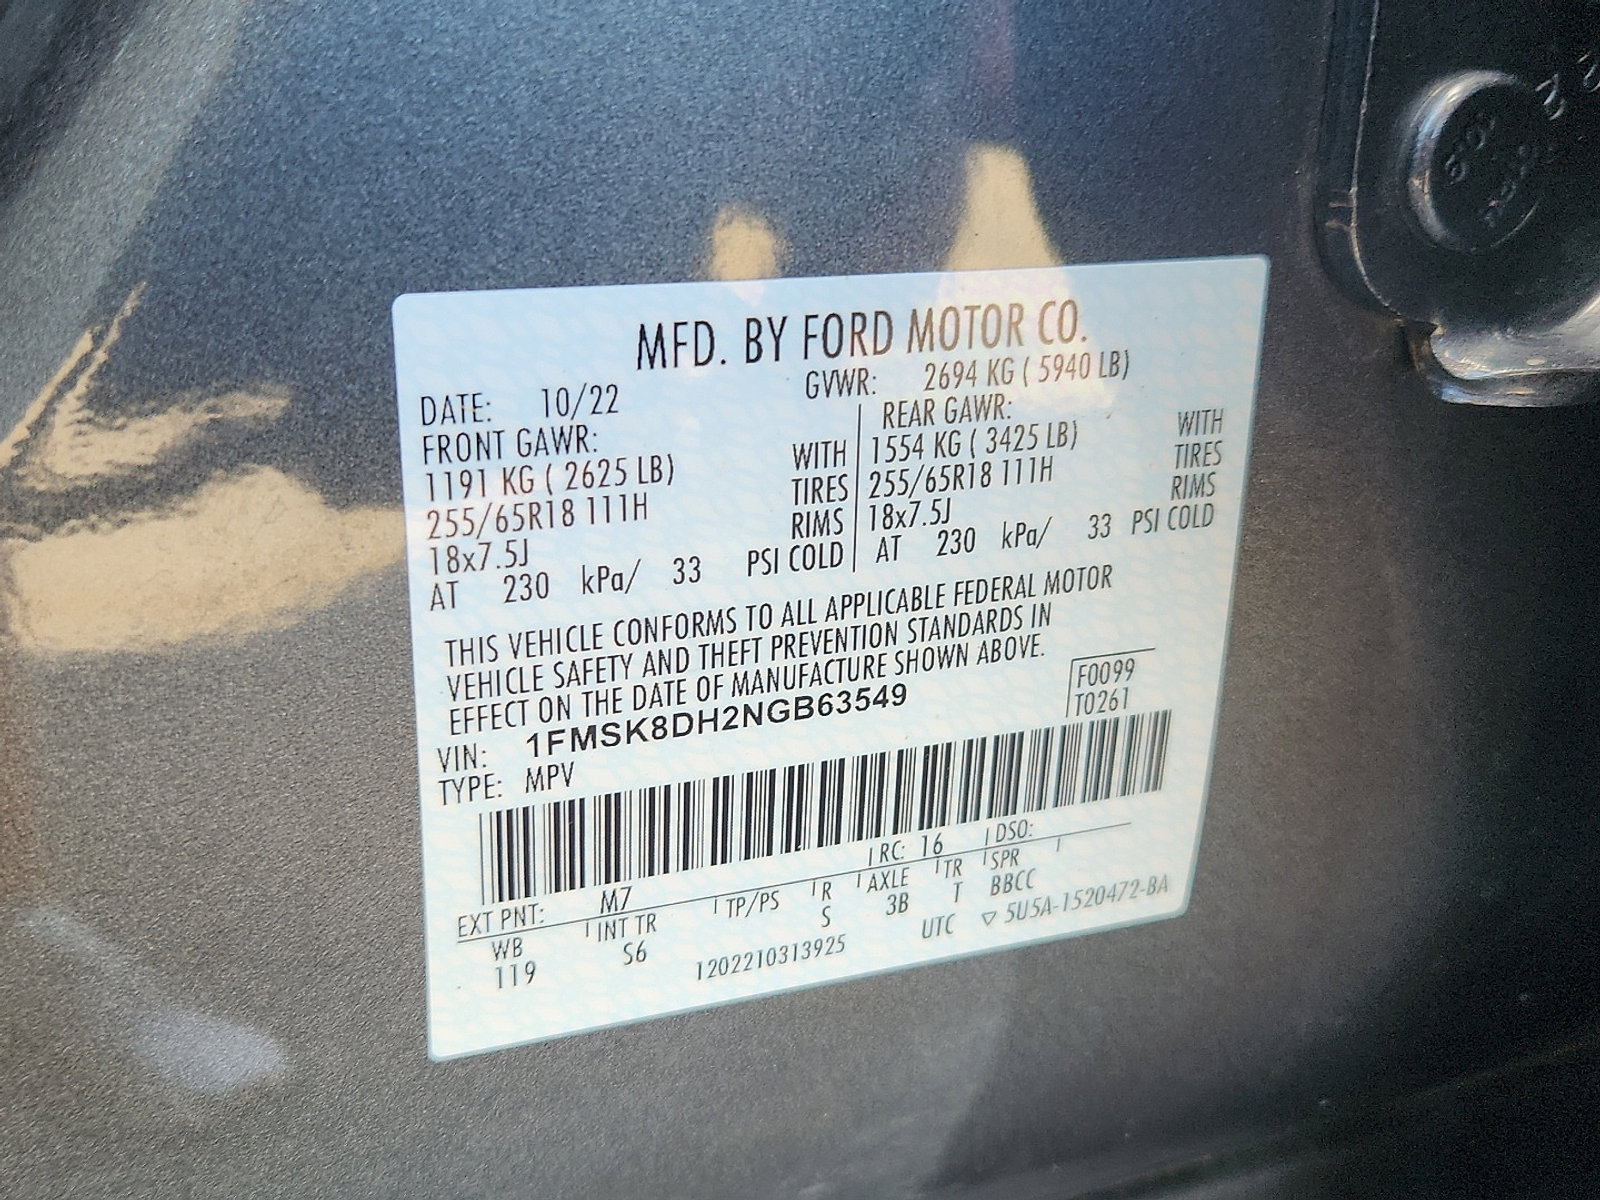 MFD. BY FORD MOTOR CO.
DATE: 10/22 GVWR: 2694 KG ( 5940 LB)
FRONT GAWR: REAR GAWR:
1191 KG ( 2625 LB) WITH 1554 KG ( 3425 LB) WITH
255/65R18 111H TIRES 255/65R18 111H TIRES
18x7.5J RIMS 18x7.5J RIMS
AT 230 kPa/ 33 PSI COLD AT 230 kPa/ 33 PSI COLD
THIS VEHICLE CONFORMS TO ALL APPLICABLE FEDERAL MOTOR
VEHICLE SAFETY AND THEFT PREVENTION STANDARDS IN
EFFECT ON THE DATE OF MANUFACTURE SHOWN ABOVE.
VIN: 1FMSK8DH2NGB63549 F0099
TYPE: MPV T0261
EXT PNT: M7 RC: 16 DSO:
WB INT TR TP/PS R AXLE TR SPR
119 S6 S 3B T BBCC
1202210313925 UTC ▽ 5U5A-1520472-BA